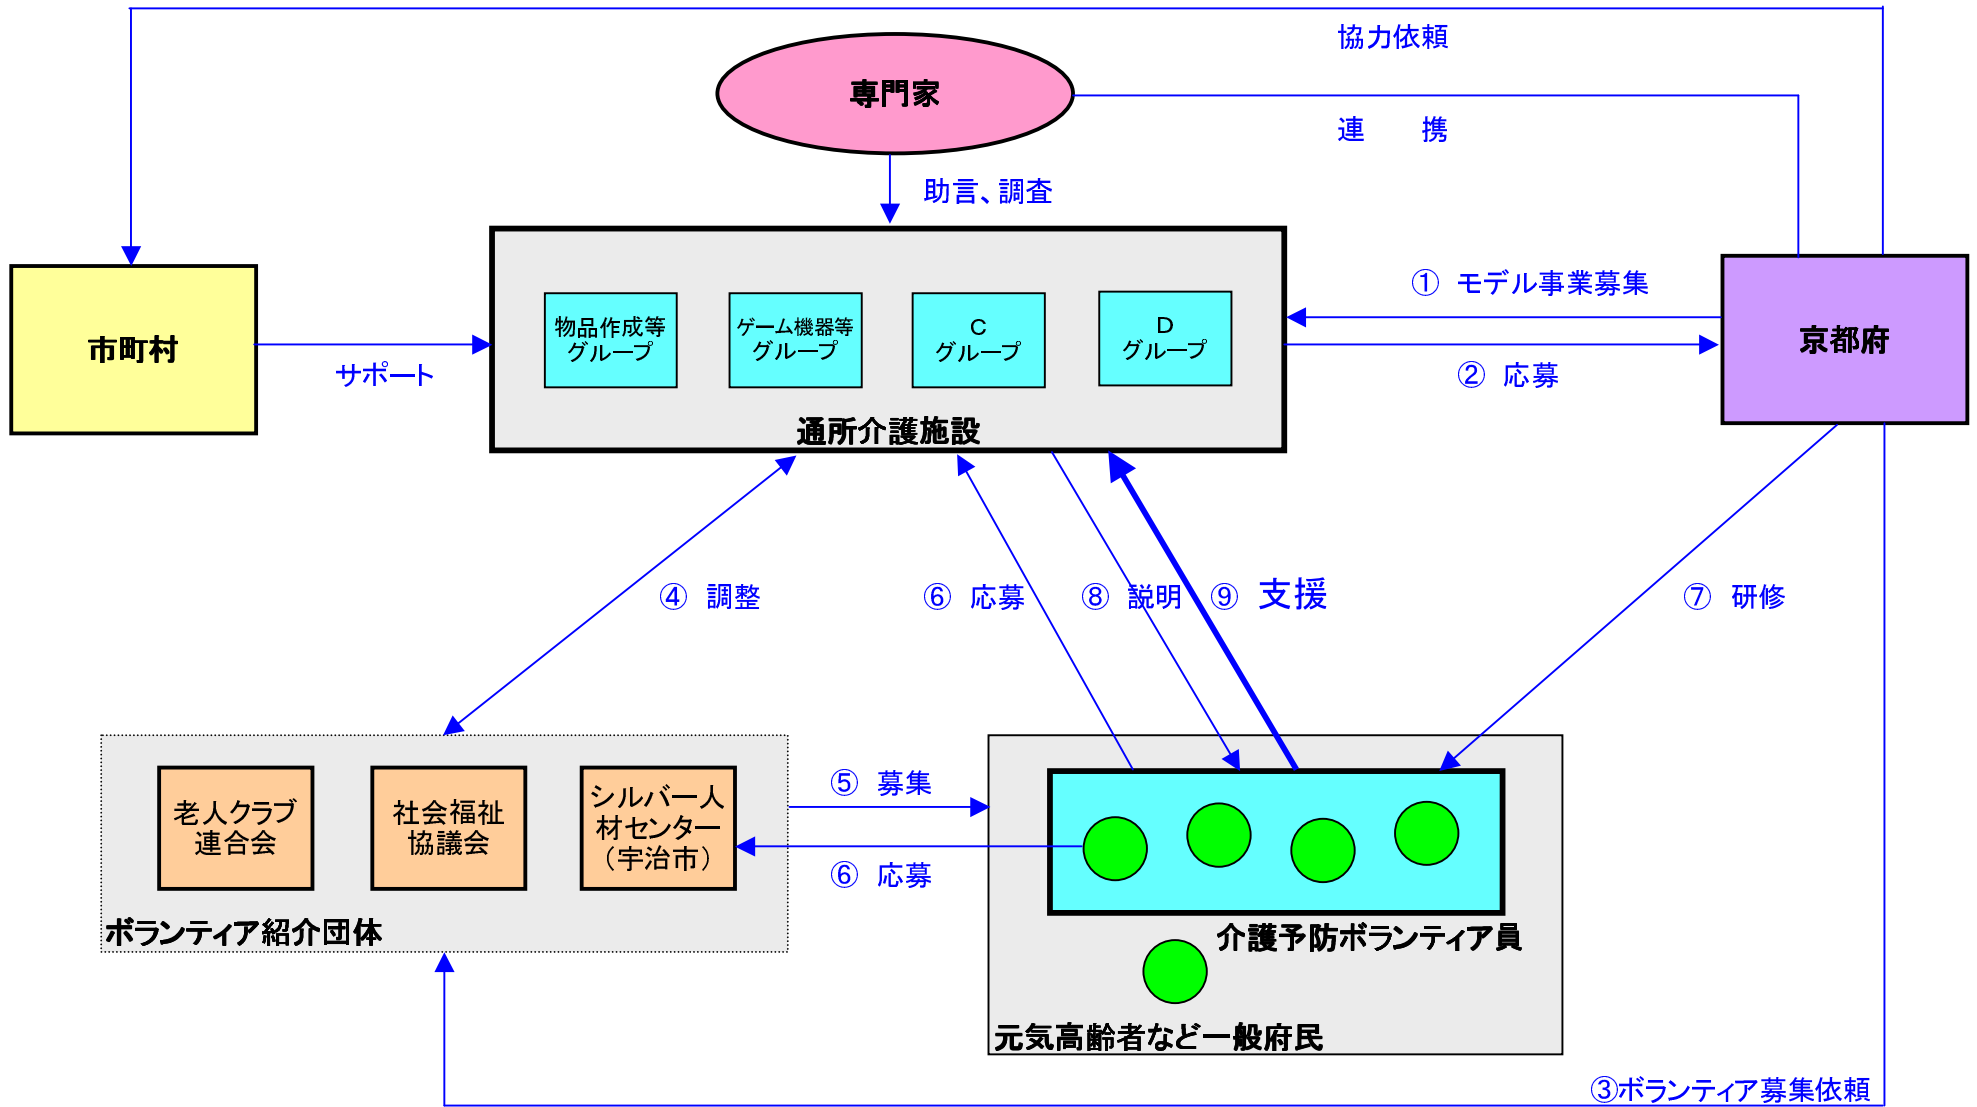 協力依頼
専門家
連　　携
助言、調査
① モデル事業募集
物品作成等
グループ
ゲーム機器等
グループ
C
グループ
D
グループ
市町村
京都府
サポート
② 応募
通所介護施設
④ 調整
⑥ 応募
⑧ 説明
⑨ 支援
⑦ 研修
⑤ 募集
老人クラブ
連合会
社会福祉
協議会
シルバー人
材センター
（宇治市）
⑥ 応募
ボランティア紹介団体
介護予防ボランティア員
元気高齢者など一般府民
③ボランティア募集依頼